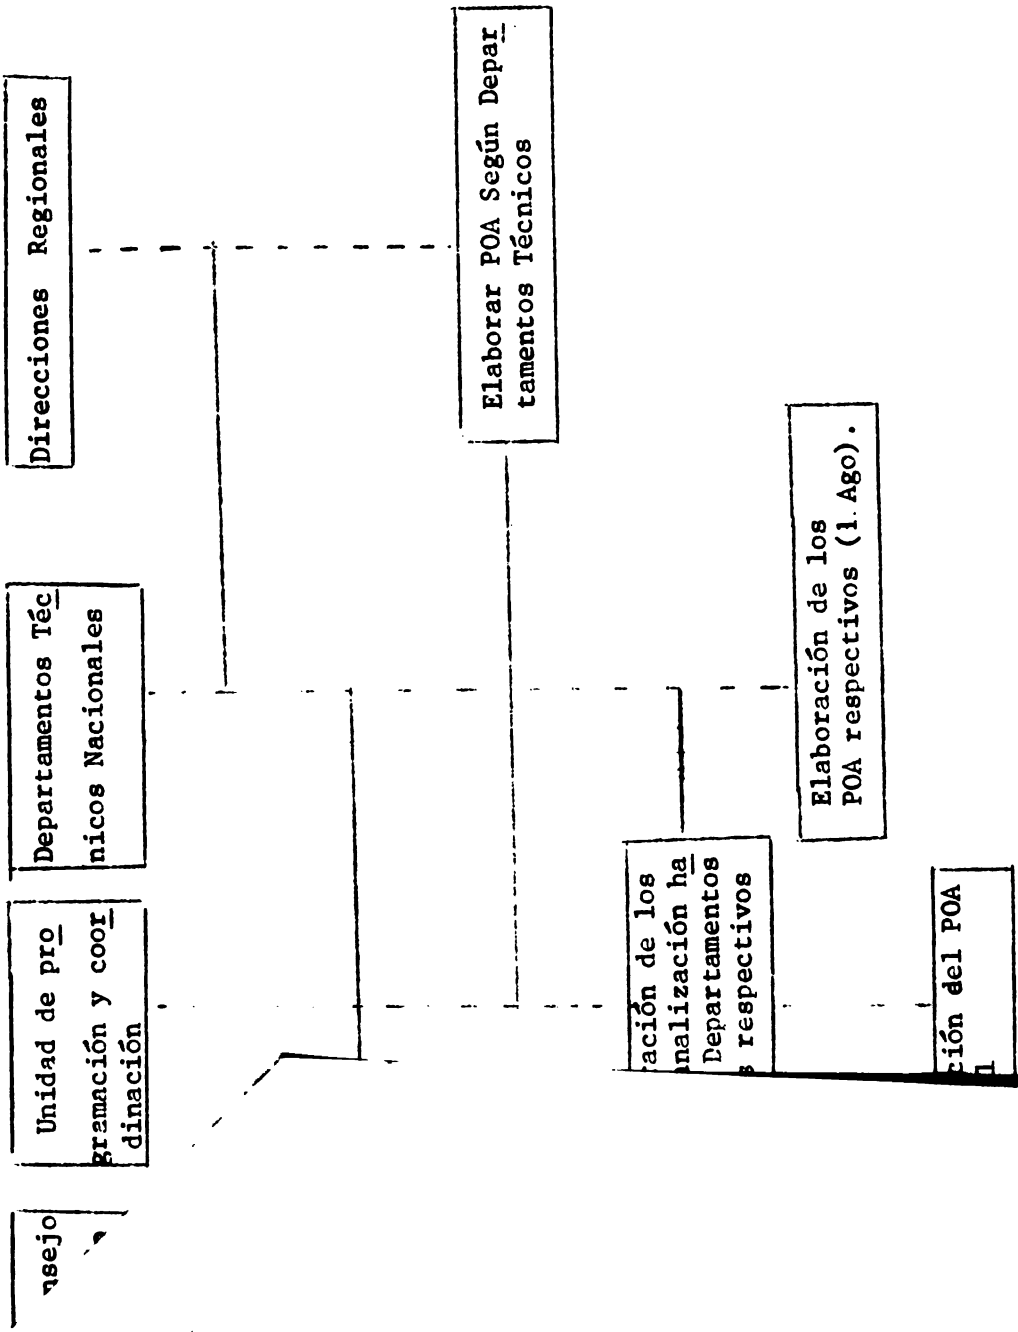 Unidad de pro
gramación y coor
dinación
Departamentos Téc
nicos Nacionales
Direcciones Regionales
Elaborar POA Según Depar
tamentos Técnicos
ación de los
nalización ha
Departamentos
respectivos
Elaboración de los
POA respectivos (1. Ago).
ción del POA